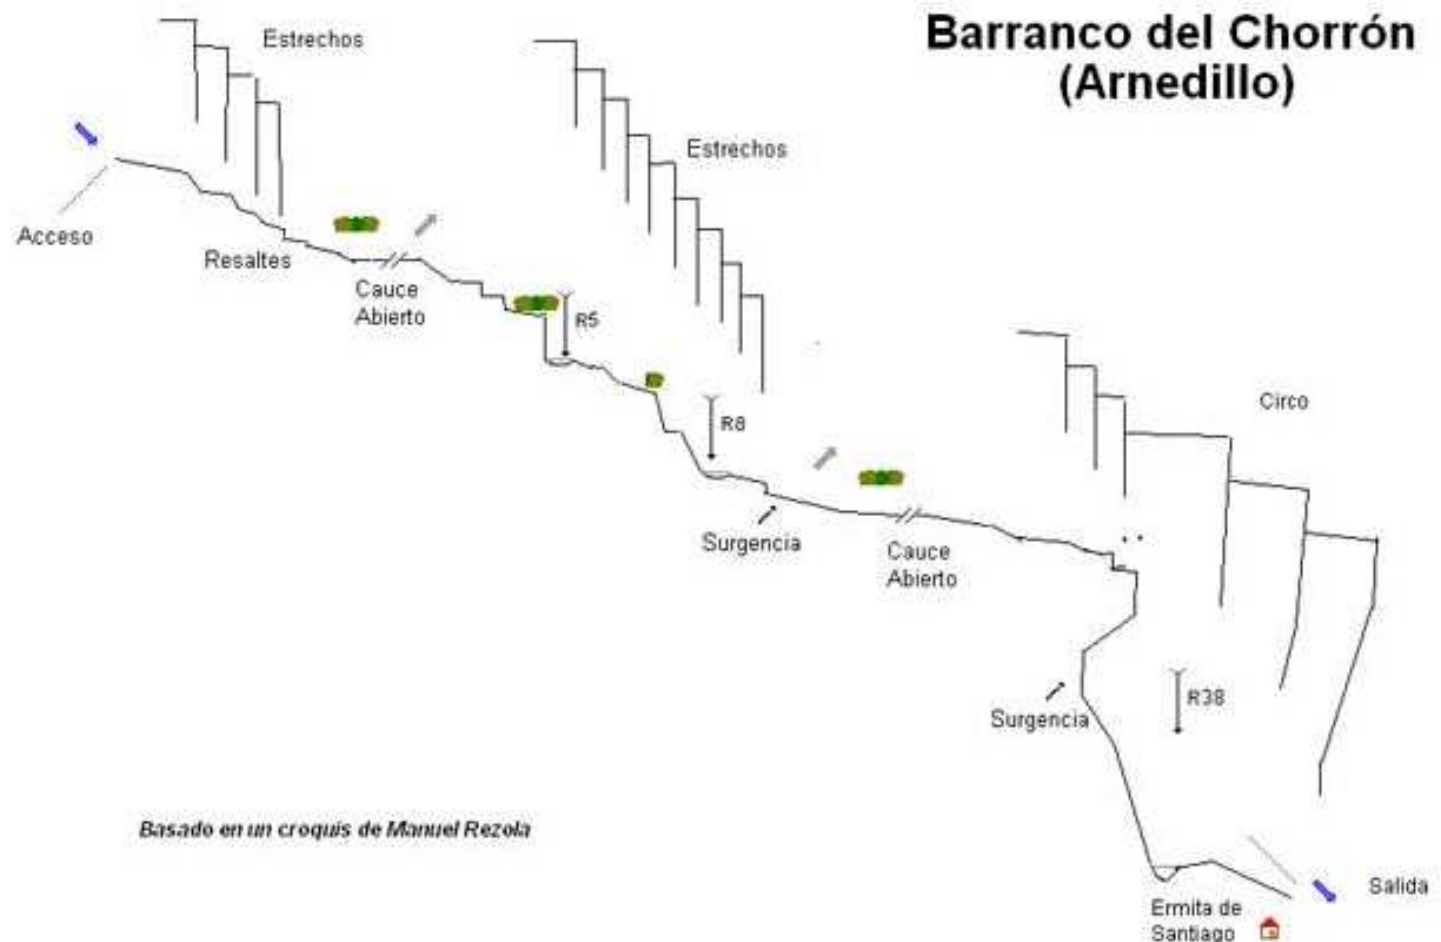 Barranco del Chorrón
(Arnedillo)
Estrechos
Estrechos
Acceso
Resaltes
Cauce
Abierto
R5
R8
Circo
Surgencia
Cauce
Abierto
Surgencia
R38
Basado en un croquis de Manuel Rezola
Salida
Ermita de
Santiago